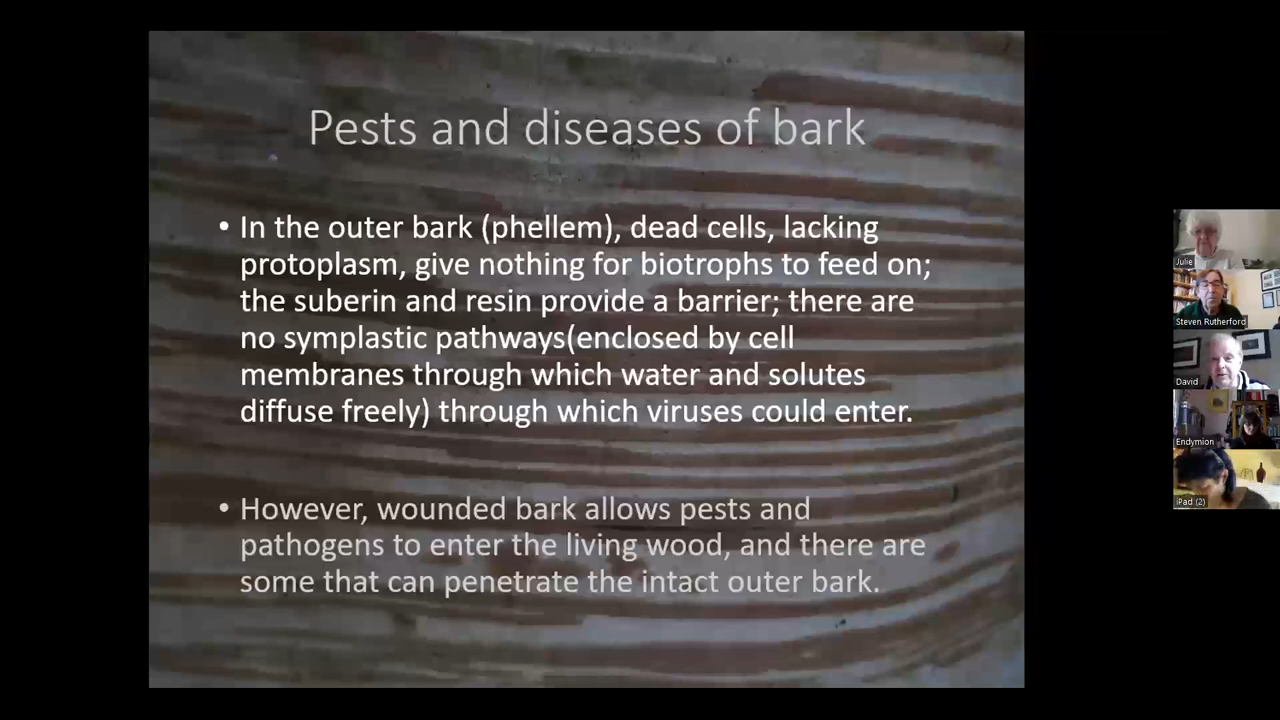 Pests and diseases of bark
• In the outer bark (phellem), dead cells, lacking
protoplasm, give nothing for biotrophs to feed on;
the suberin and resin provide a barrier; there are
no symplastic pathways(enclosed by cell
membranes through which water and solutes
diffuse freely) through which viruses could enter.
• However, wounded bark allows pests and
pathogens to enter the living wood, and there are
some that can penetrate the intact outer bark.
Julie
Steven Rutherford
David
Endymion
iPad (2)